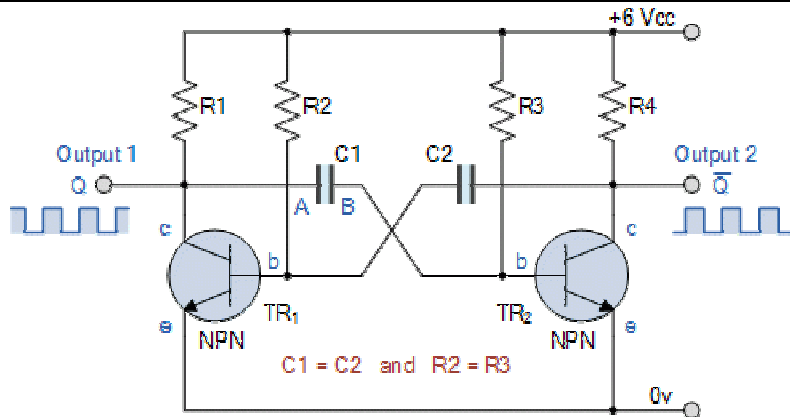 +6 Vcc
R1
R2
R3
R4
Output 1
C1
C2
Output 2
Q
Q̅
A
B
c
c
b
b
TR₁
TR₂
e
NPN
NPN
e
C1 = C2 and R2 = R3
0v